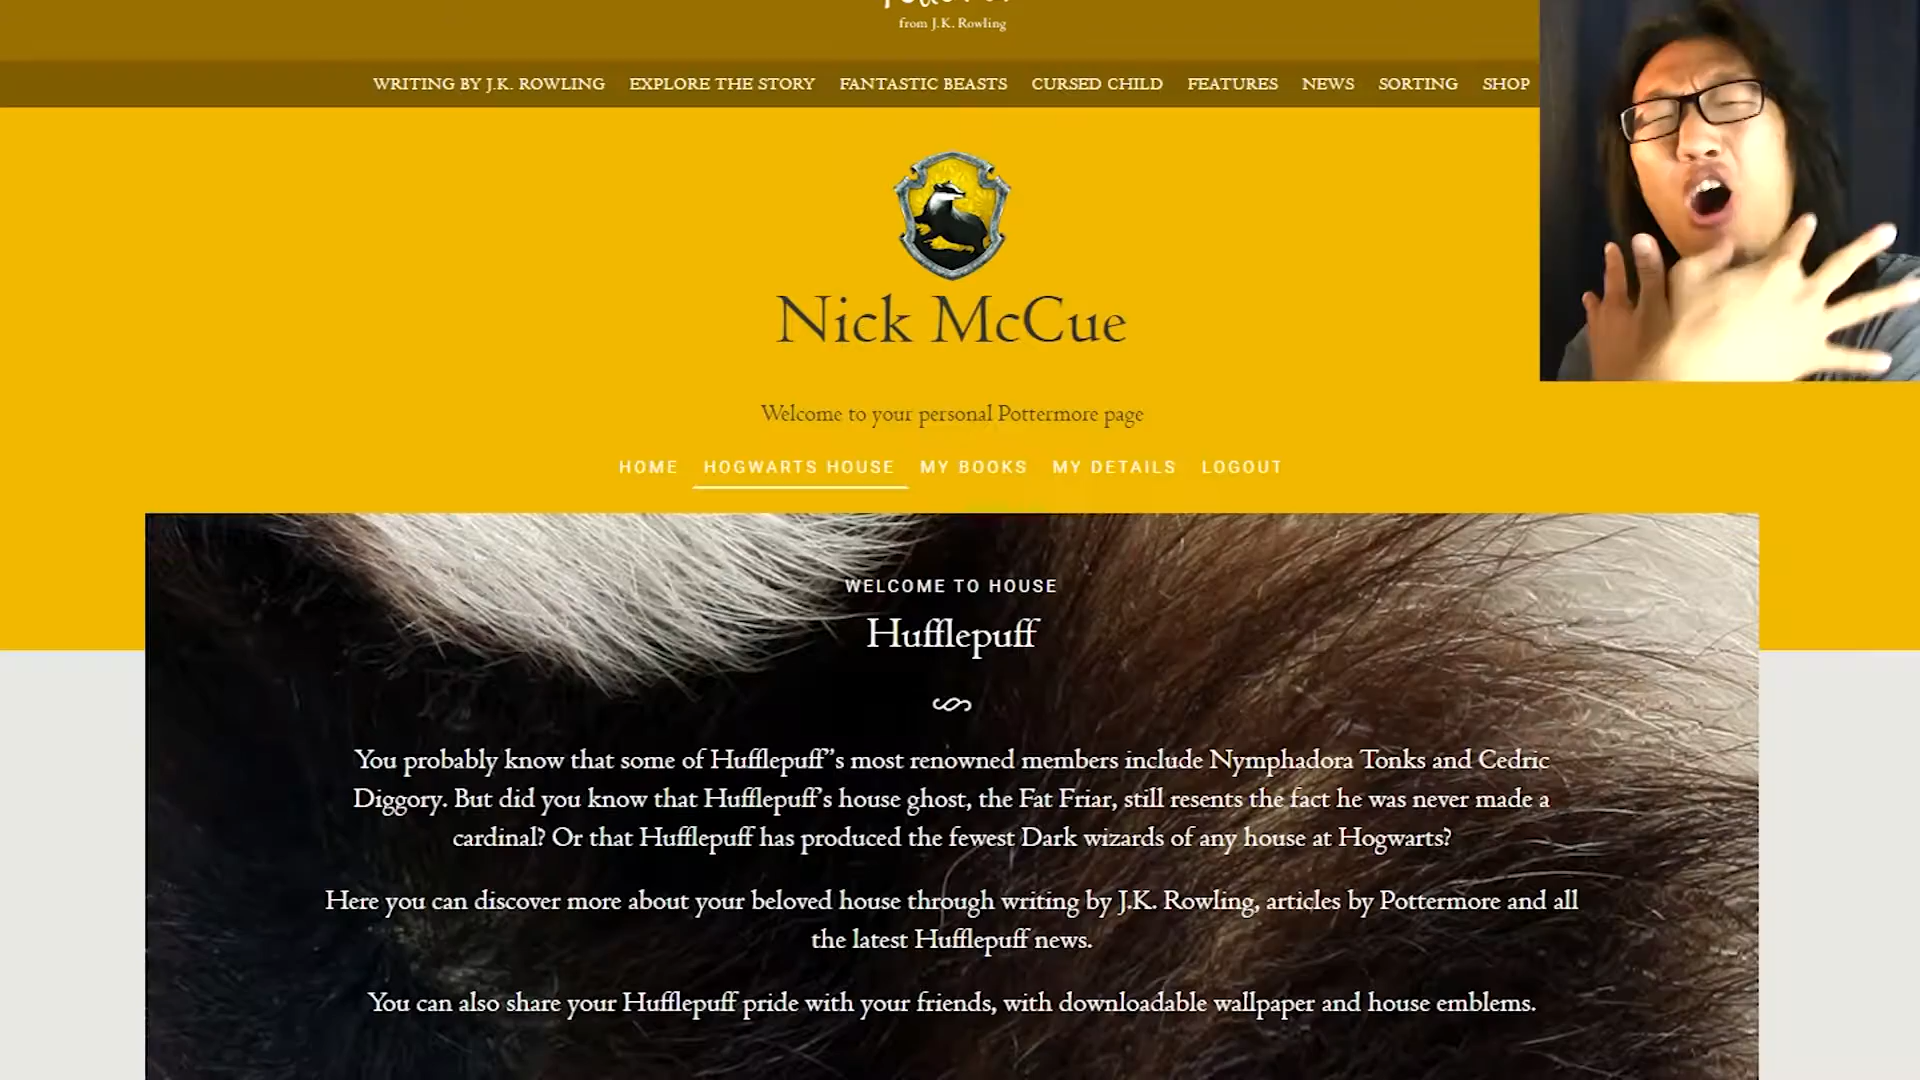 from J.K. Rowling
WRITING BY J.K. ROWLING EXPLORE THE STORY FANTASTIC BEASTS CURSED CHILD FEATURES NEWS SORTING SHOP
Nick McCue
Welcome to your personal Pottermore page
HOME HOGWARTS HOUSE MY BOOKS MY DETAILS LOGOUT
WELCOME TO HOUSE
Hufflepuff
You probably know that some of Hufflepuff’'s most renowned members include Nymphadora Tonks and Cedric
Diggory. But did you know that Hufflepuff's house ghost, the Fat Friar, still resents the fact he was never made a
cardinal? Or that Hufflepuff has produced the fewest Dark wizards of any house at Hogwarts?
Here you can discover more about your beloved house through writing by J.K. Rowling, articles by Pottermore and all
the latest Hufflepuff news.
You can also share your Hufflepuff pride with your friends, with downloadable wallpaper and house emblems.